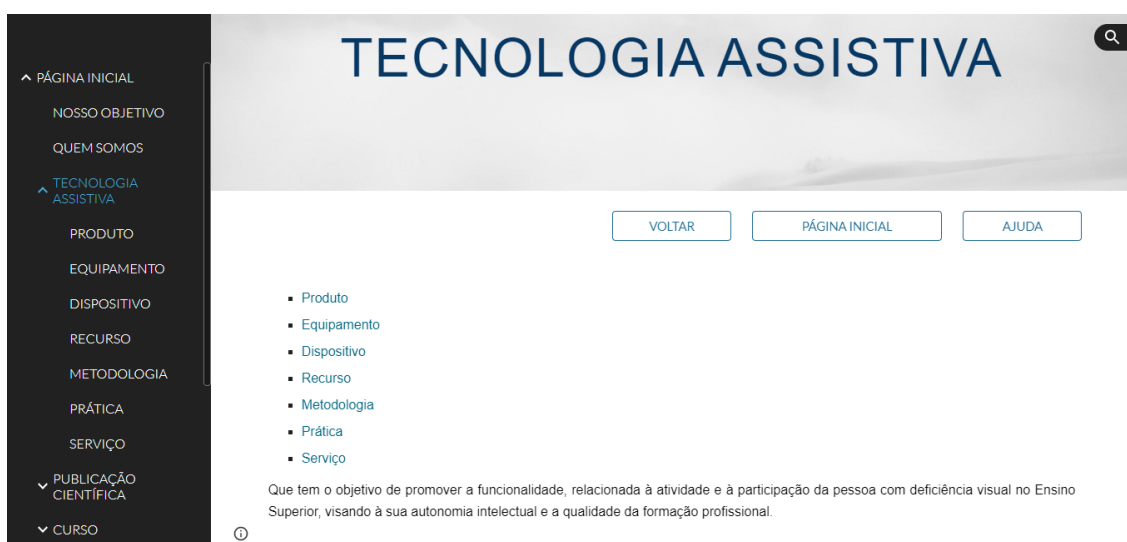 PÁGINA INICIAL
NOSSO OBJETIVO
QUEM SOMOS
TECNOLOGIA
ASSISTIVA
PRODUTO
EQUIPAMENTO
DISPOSITIVO
RECURSO
METODOLOGIA
PRÁTICA
SERVIÇO
PUBLICAÇÃO
CIENTÍFICA
CURSO
TECNOLOGIA ASSISTIVA
VOLTAR
PÁGINA INICIAL
AJUDA
Produto
Equipamento
Dispositivo
Recurso
Metodologia
Prática
Serviço
Que tem o objetivo de promover a funcionalidade, relacionada à atividade e à participação da pessoa com deficiência visual no Ensino
Superior, visando à sua autonomia intelectual e a qualidade da formação profissional.